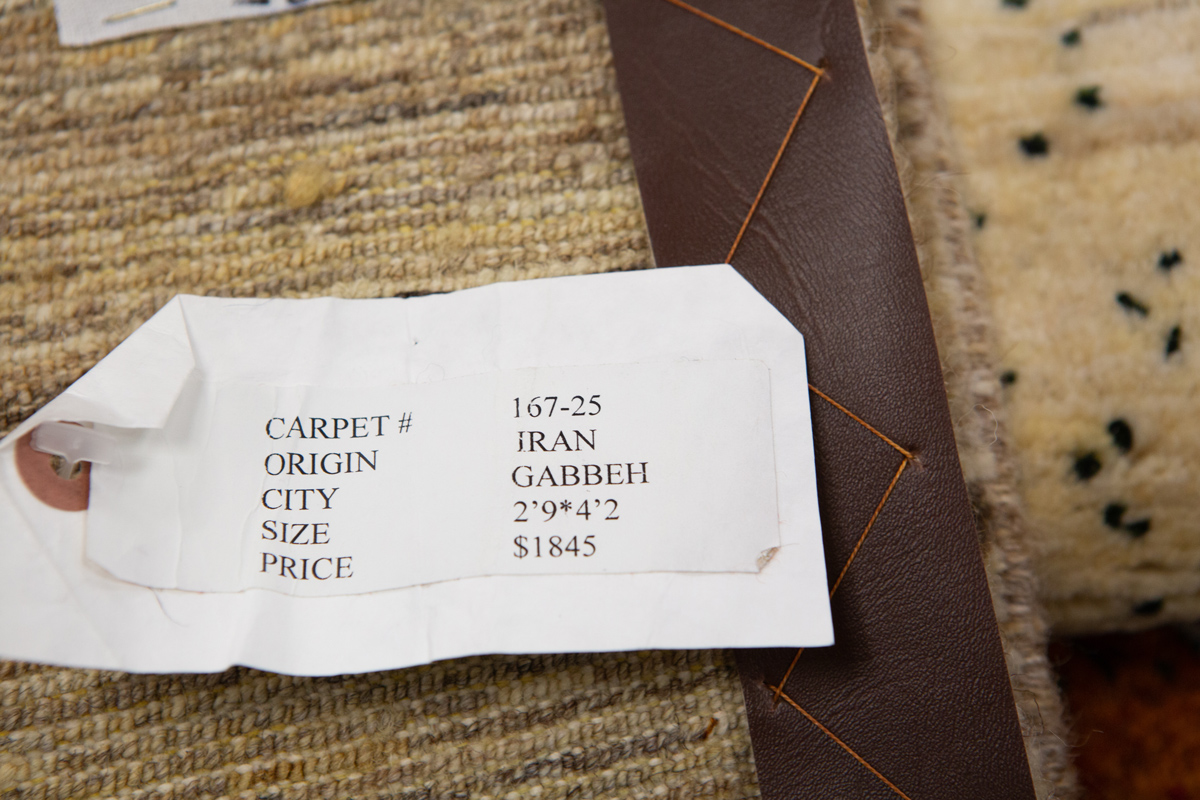 CARPET # 167-25
ORIGIN IRAN
CITY GABBEH
SIZE 2’9*4’2
PRICE $1845